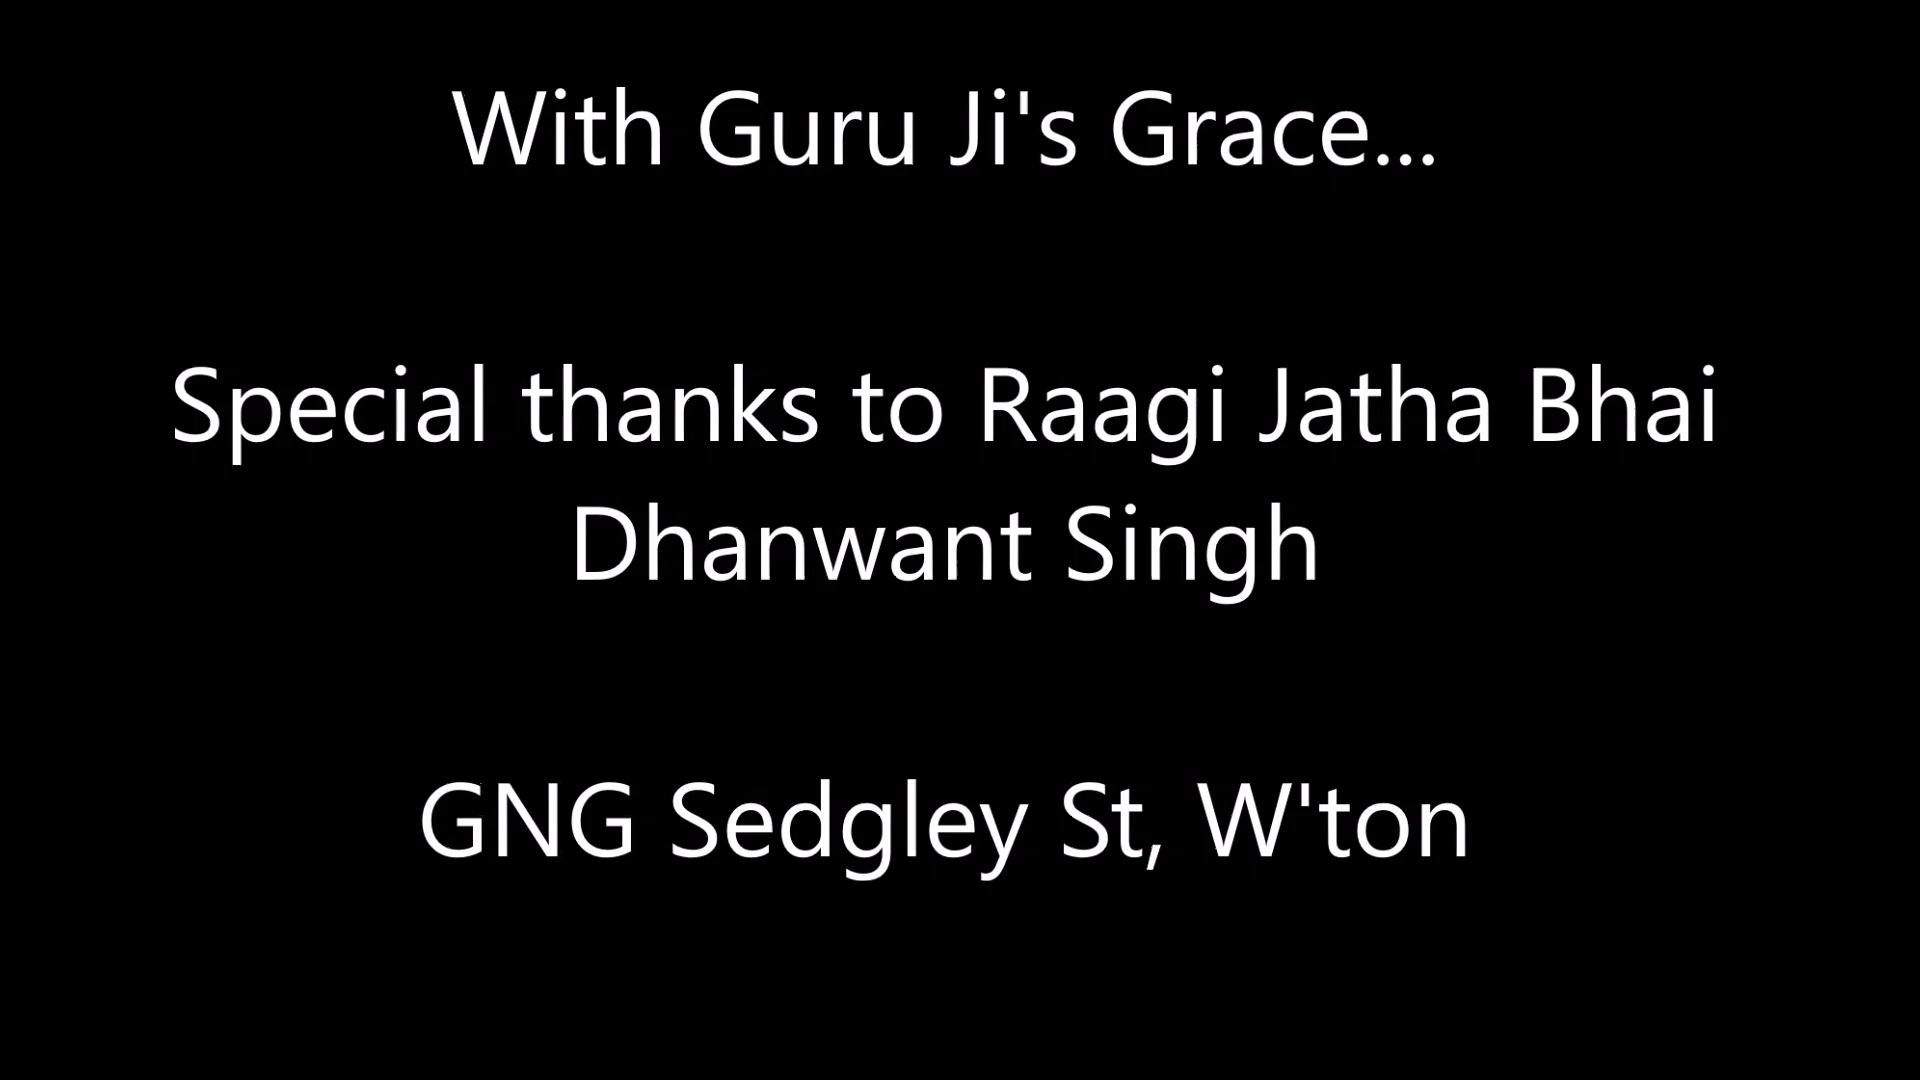 With Guru Ji's Grace...
Special thanks to Raagi Jatha Bhai
Dhanwant Singh
GNG Sedgley St, W'ton